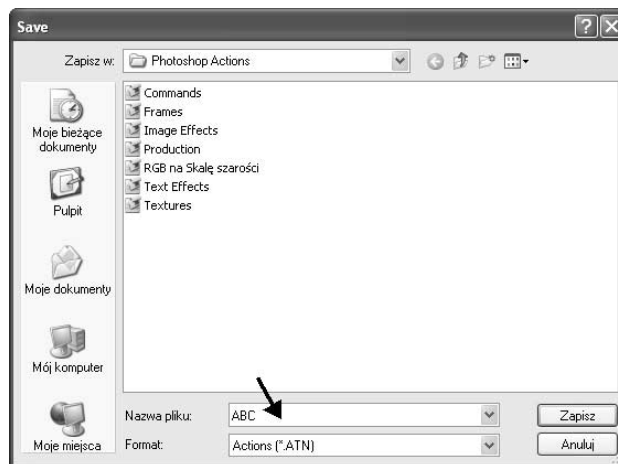 Save
Zapisz w:
Photoshop Actions
Moje bieżące
dokumenty
Pulpit
Moje dokumenty
Mój komputer
Moje miejsca
Commands
Frames
Image Effects
Production
RGB na Skalę szarości
Text Effects
Textures
Nazwa pliku:
ABC
Zapisz
Format:
Actions (*.ATN)
Anuluj